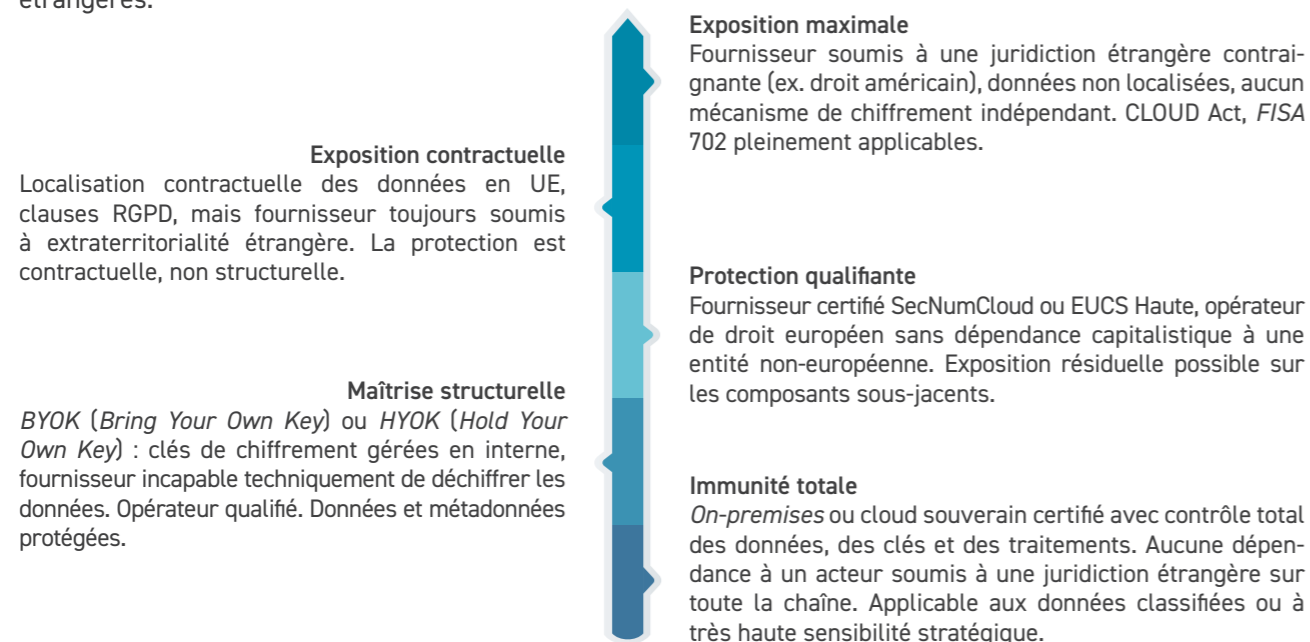 étrangères.
Exposition maximale
Fournisseur soumis à une juridiction étrangère contrai-
gnante (ex. droit américain), données non localisées, aucun
mécanisme de chiffrement indépendant. CLOUD Act, FISA
702 pleinement applicables.
Exposition contractuelle
Localisation contractuelle des données en UE,
clauses RGPD, mais fournisseur toujours soumis
à extraterritorialité étrangère. La protection est
contractuelle, non structurelle.
Protection qualifiante
Fournisseur certifié SecNumCloud ou EUCS Haute, opérateur
de droit européen sans dépendance capitalistique à une
entité non-européenne. Exposition résiduelle possible sur
les composants sous-jacents.
Maîtrise structurelle
BYOK (Bring Your Own Key) ou HYOK (Hold Your
Own Key) : clés de chiffrement gérées en interne,
fournisseur incapable techniquement de déchiffrer les
données. Opérateur qualifié. Données et métadonnées
protégées.
Immunité totale
On-premises ou cloud souverain certifié avec contrôle total
des données, des clés et des traitements. Aucune dépen-
dance à un acteur soumis à une juridiction étrangère sur
toute la chaîne. Applicable aux données classifiées ou à
très haute sensibilité stratégique.